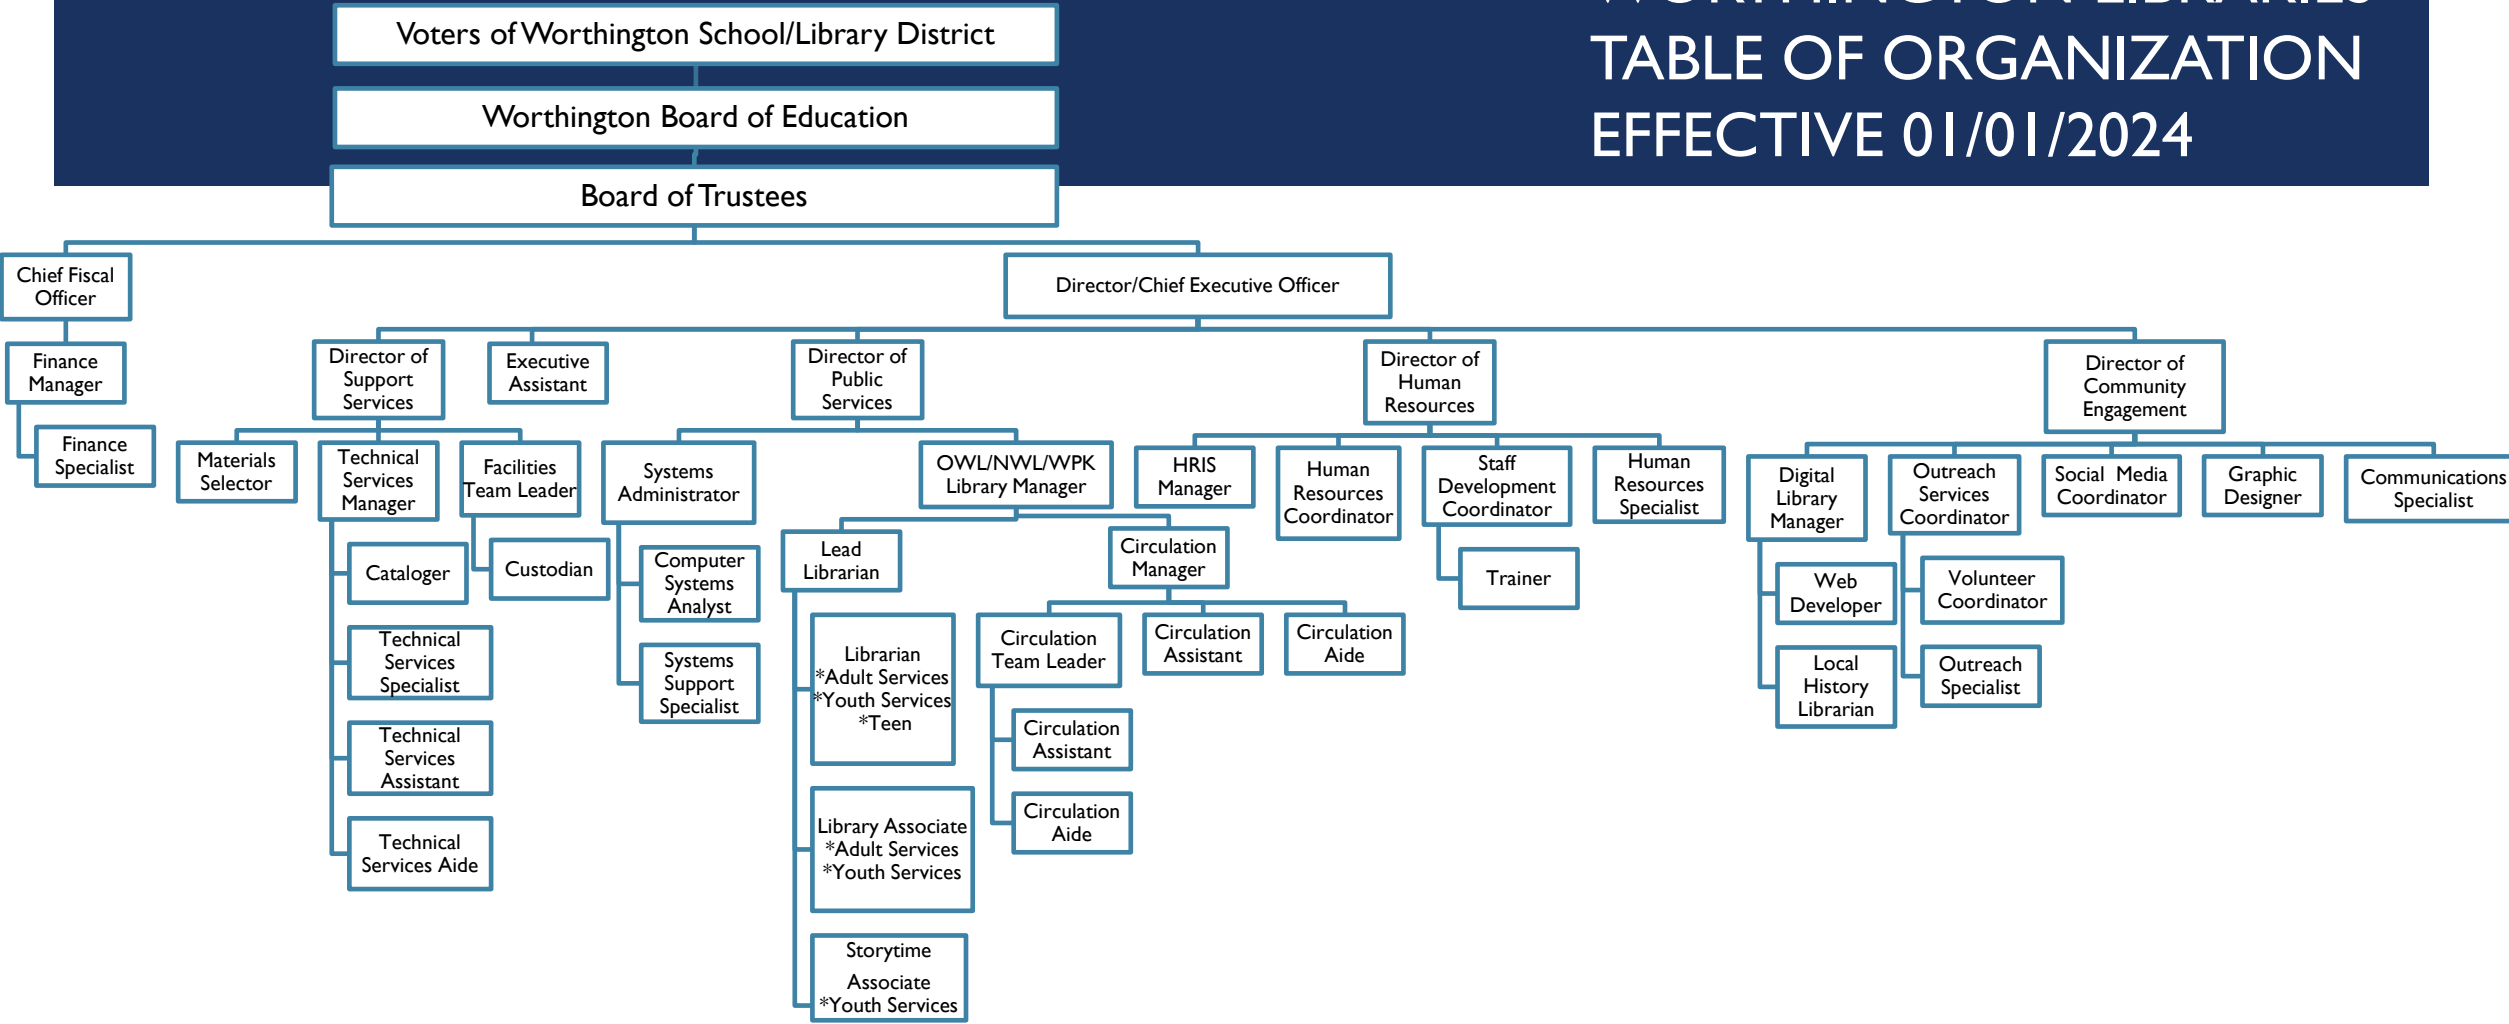 WORTHINGTON LIBRARIES
TABLE OF ORGANIZATION
EFFECTIVE 01/01/2024
Voters of Worthington School/Library District
Worthington Board of Education
Board of Trustees
Chief Fiscal
Officer
Director/Chief Executive Officer
Finance
Manager
Finance
Specialist
Director of
Support
Services
Executive
Assistant
Director of
Public
Services
Director of
Human
Resources
Director of
Community
Engagement
Materials
Selector
Technical
Services
Manager
Facilities
Team Leader
Cataloger
Technical
Services
Specialist
Technical
Services
Assistant
Technical
Services Aide
Custodian
Systems
Administrator
Computer
Systems
Analyst
Systems
Support
Specialist
OWL/NWL/WPK
Library Manager
Lead
Librarian
Librarian
*Adult Services
*Youth Services
*Teen
Library Associate
*Adult Services
*Youth Services
Storytime
Associate
*Youth Services
Circulation
Manager
Circulation
Team Leader
Circulation
Assistant
Circulation
Aide
Circulation
Assistant
Circulation
Aide
HRIS
Manager
Human
Resources
Coordinator
Staff
Development
Coordinator
Trainer
Human
Resources
Specialist
Digital
Library
Manager
Web
Developer
Local
History
Librarian
Outreach
Services
Coordinator
Volunteer
Coordinator
Outreach
Specialist
Social Media
Coordinator
Graphic
Designer
Communications
Specialist